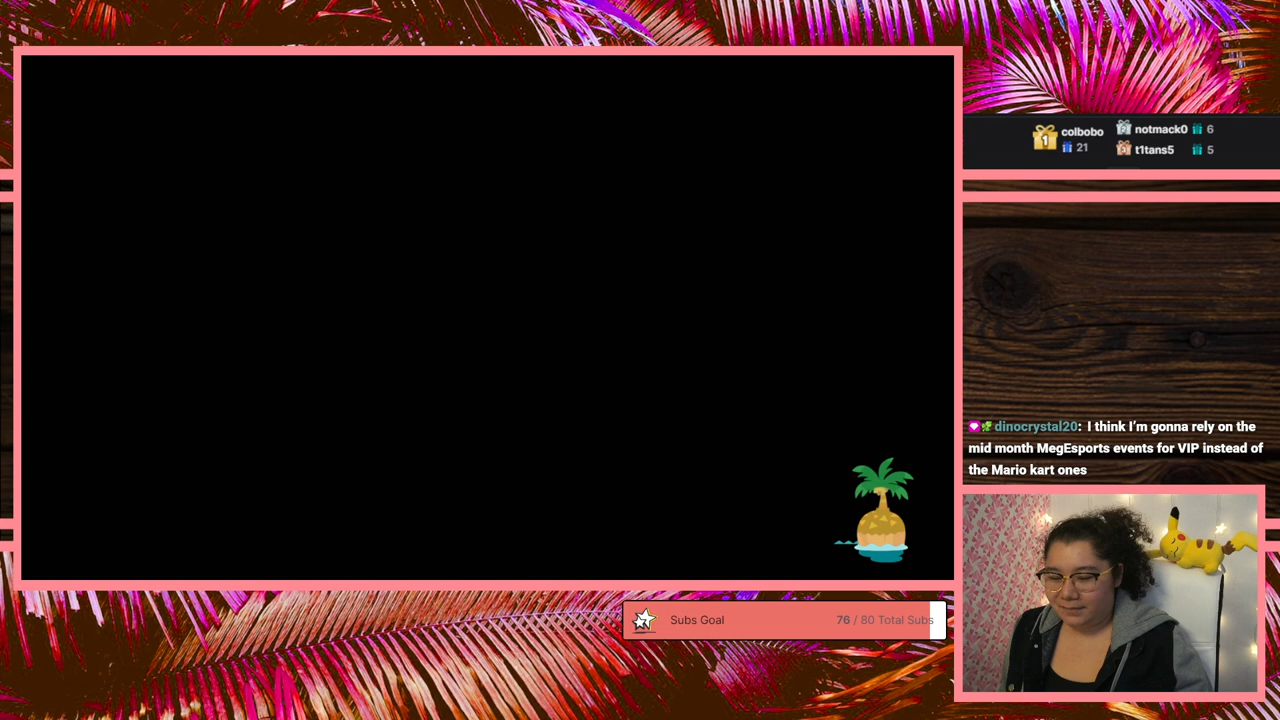 colbobo
21
notmack0 6
t1tans5 5
dinocrystal20: I think I'm gonna rely on the
mid month MegEsports events for VIP instead of
the Mario kart ones
Subs Goal 76 / 80 Total Subs